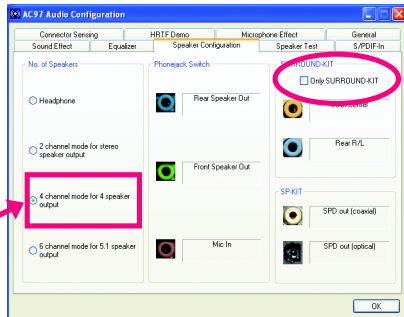 AC97 Audio Configuration
Connector Sensing
HRTF Demo
Microphone Effect
General
Sound Effect
Equalizer
Speaker Configuration
Speaker Test
S/PDIF-In
No. of Speakers
Headphone
2 channel mode for stereo
speaker output
4 channel mode for 4 speaker
output
6 channel mode for 5.1 speaker
output
Phonejack Switch
Rear Speaker Out
Front Speaker Out
Mic In
SURROUND-KIT
Only SURROUND-KIT
Center
Rear R/L
SP-KIT
SPD out (coaxial)
SPD out (optical)
OK